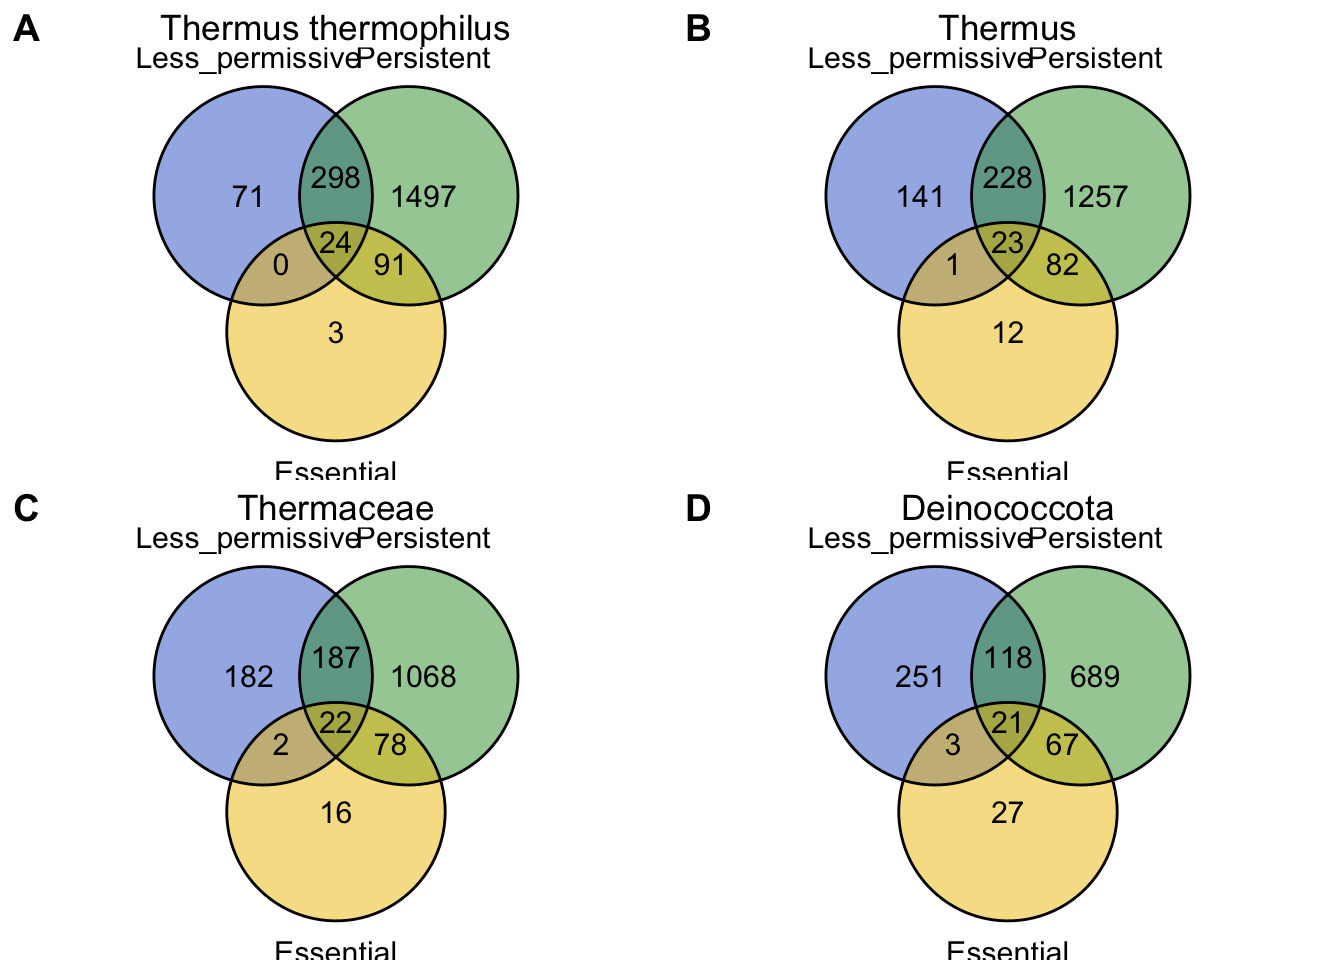 A
Thermus thermophilus
Less_permissive Persistent
71
298
1497
24
0
91
3
Essential
B
Thermus
Less_permissive Persistent
141
228
1257
23
1
82
12
Essential
C
Thermaceae
Less_permissive Persistent
182
187
1068
22
2
78
16
Essential
D
Deinococcota
Less_permissive Persistent
251
118
689
21
3
67
27
Essential